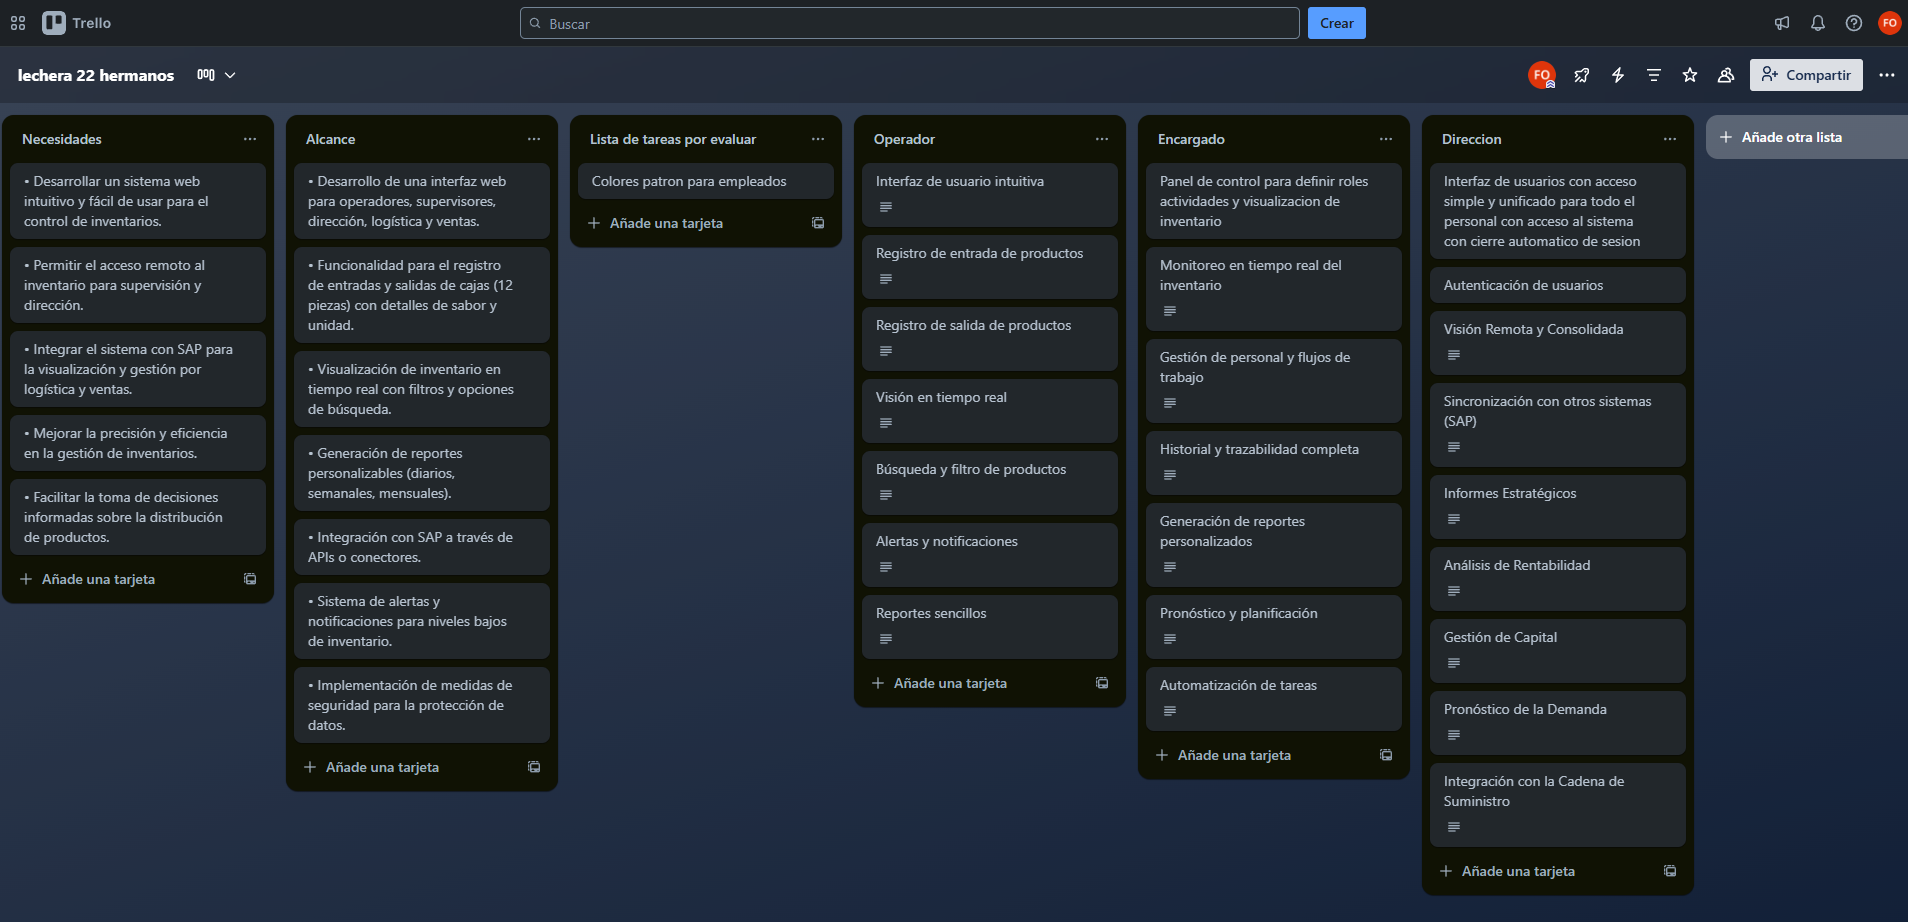 Trello
Buscar
Crear
FO
lechera 22 hermanos
FO
Compartir
Necesidades
• Desarrollar un sistema web
intuitivo y fácil de usar para el
control de inventarios.
• Permitir el acceso remoto al
inventario para supervisión y
dirección.
• Integrar el sistema con SAP para
la visualización y gestión por
logística y ventas.
• Mejorar la precisión y eficiencia
en la gestión de inventarios.
• Facilitar la toma de decisiones
informadas sobre la distribución
de productos.
Añade una tarjeta
Alcance
• Desarrollo de una interfaz web
para operadores, supervisores,
dirección, logística y ventas.
• Funcionalidad para el registro
de entradas y salidas de cajas (12
piezas) con detalles de sabor y
unidad.
• Visualización de inventario en
tiempo real con filtros y opciones
de búsqueda.
• Generación de reportes
personalizables (diarios,
semanales, mensuales).
• Integración con SAP a través de
APIs o conectores.
• Sistema de alertas y
notificaciones para niveles bajos
de inventario.
• Implementación de medidas de
seguridad para la protección de
datos.
Añade una tarjeta
Lista de tareas por evaluar
Colores patron para empleados
Añade una tarjeta
Operador
Interfaz de usuario intuitiva
Registro de entrada de productos
Registro de salida de productos
Visión en tiempo real
Búsqueda y filtro de productos
Alertas y notificaciones
Reportes sencillos
Añade una tarjeta
Encargado
Panel de control para definir roles
actividades y visualizacion de
inventario
Monitoreo en tiempo real del
inventario
Gestión de personal y flujos de
trabajo
Historial y trazabilidad completa
Generación de reportes
personalizados
Pronóstico y planificación
Automatización de tareas
Añade una tarjeta
Direccion
Interfaz de usuarios con acceso
simple y unificado para todo el
personal con acceso al sistema
con cierre automatico de sesion
Autenticación de usuarios
Visión Remota y Consolidada
Sincronización con otros sistemas
(SAP)
Informes Estratégicos
Análisis de Rentabilidad
Gestión de Capital
Pronóstico de la Demanda
Integración con la Cadena de
Suministro
Añade una tarjeta
Añade otra lista